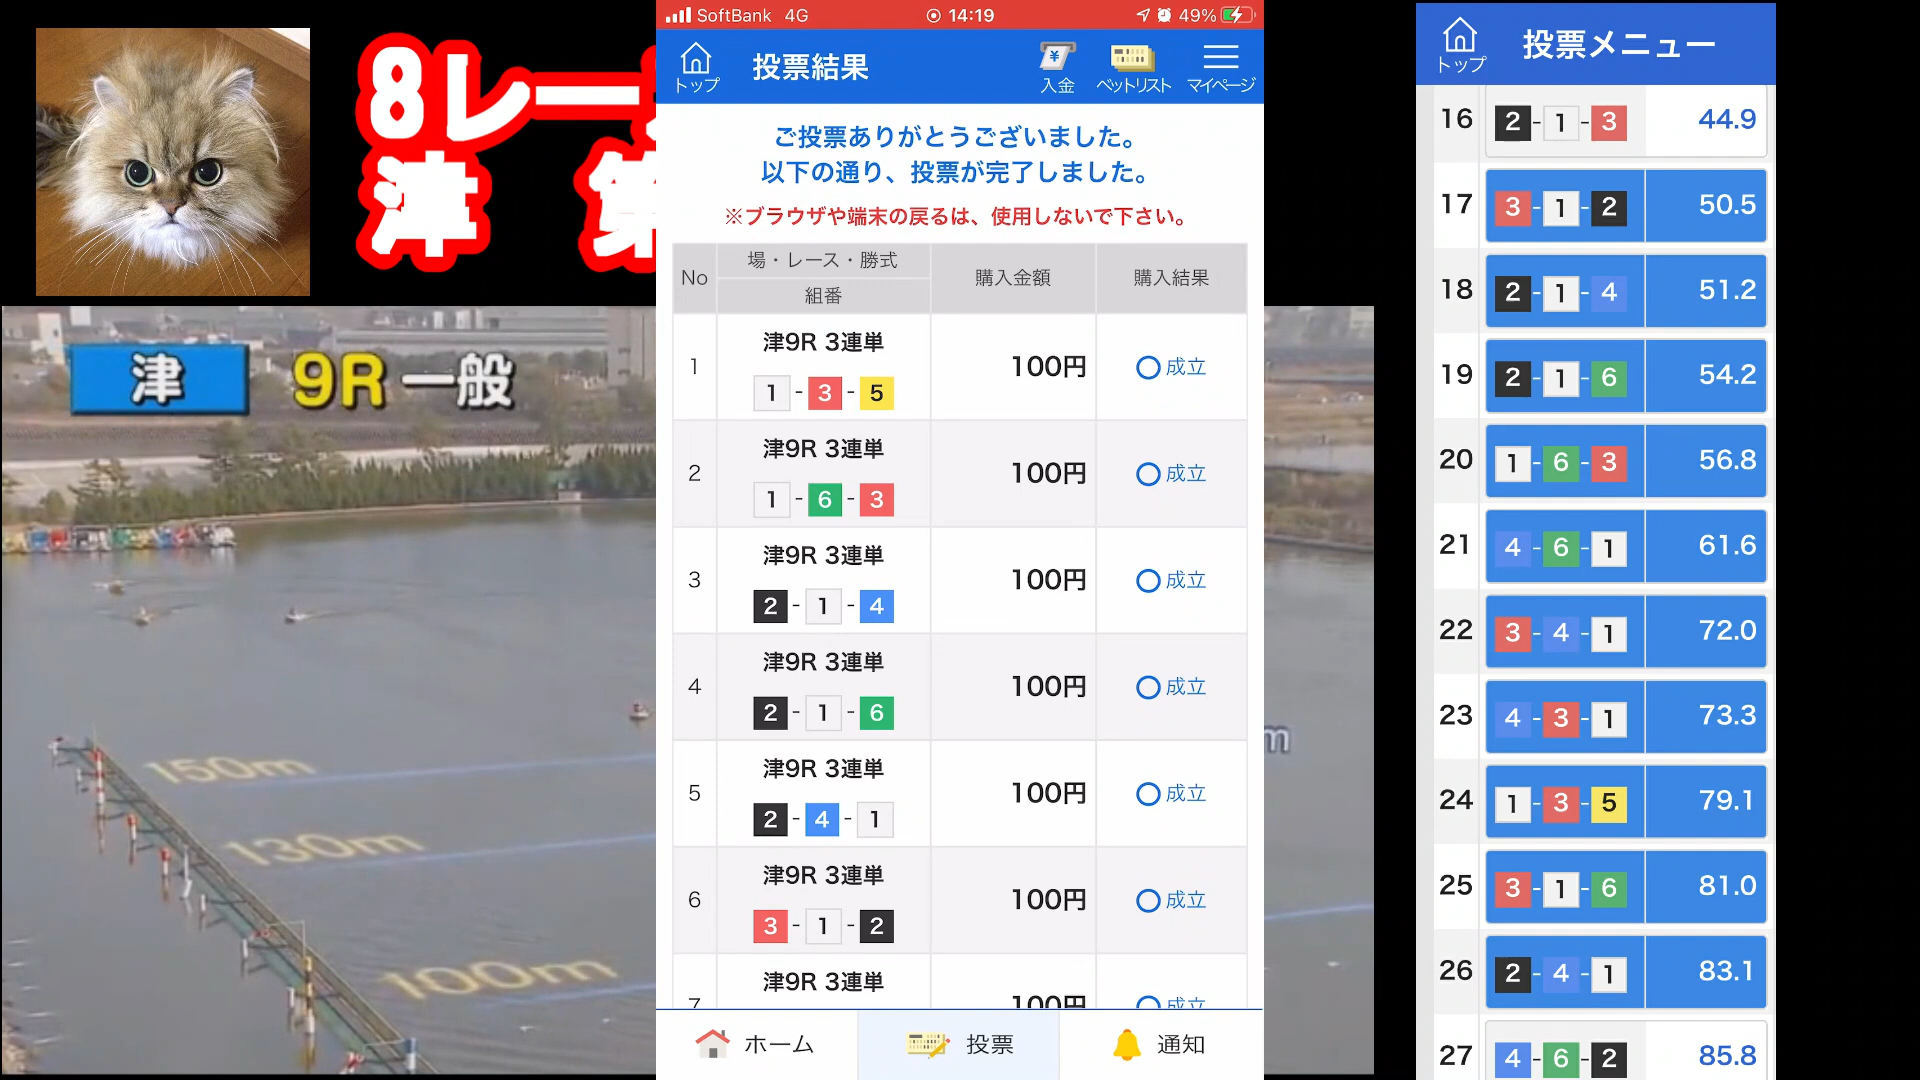 8レー
津 第
津 9R 一般
150m
130m
100m
m
SoftBank 4G 14:19 49%
トップ 投票結果 入金 ベットリスト マイページ
ご投票ありがとうございました。
以下の通り、投票が完了しました。
※ブラウザや端末の戻るは、使用しないで下さい。
No 場・レース・勝式 組番 購入金額 購入結果
1 津9R 3連単 1-3-5 100円 成立
2 津9R 3連単 1-6-3 100円 成立
3 津9R 3連単 2-1-4 100円 成立
4 津9R 3連単 2-1-6 100円 成立
5 津9R 3連単 2-4-1 100円 成立
6 津9R 3連単 3-1-2 100円 成立
7 津9R 3連単 100円 成立
ホーム 投票 通知
トップ 投票メニュー
16 2-1-3 44.9
17 3-1-2 50.5
18 2-1-4 51.2
19 2-1-6 54.2
20 1-6-3 56.8
21 4-6-1 61.6
22 3-4-1 72.0
23 4-3-1 73.3
24 1-3-5 79.1
25 3-1-6 81.0
26 2-4-1 83.1
27 4-6-2 85.8